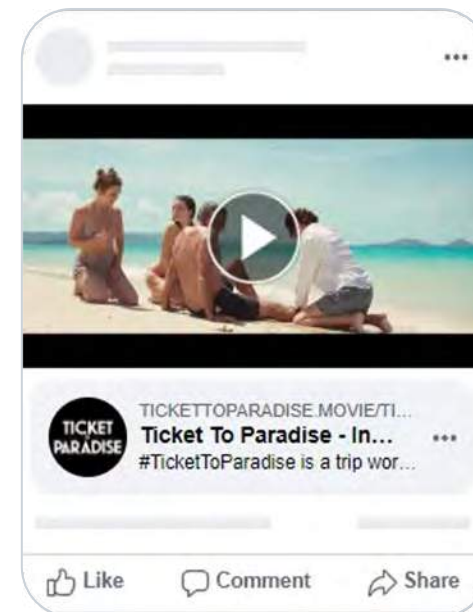 TICKETTOPARADISE.MOVIE/TI...
TICKET
PARADISE
Ticket To Paradise - In...
#TicketToParadise is a trip wor...
Like
Comment
Share